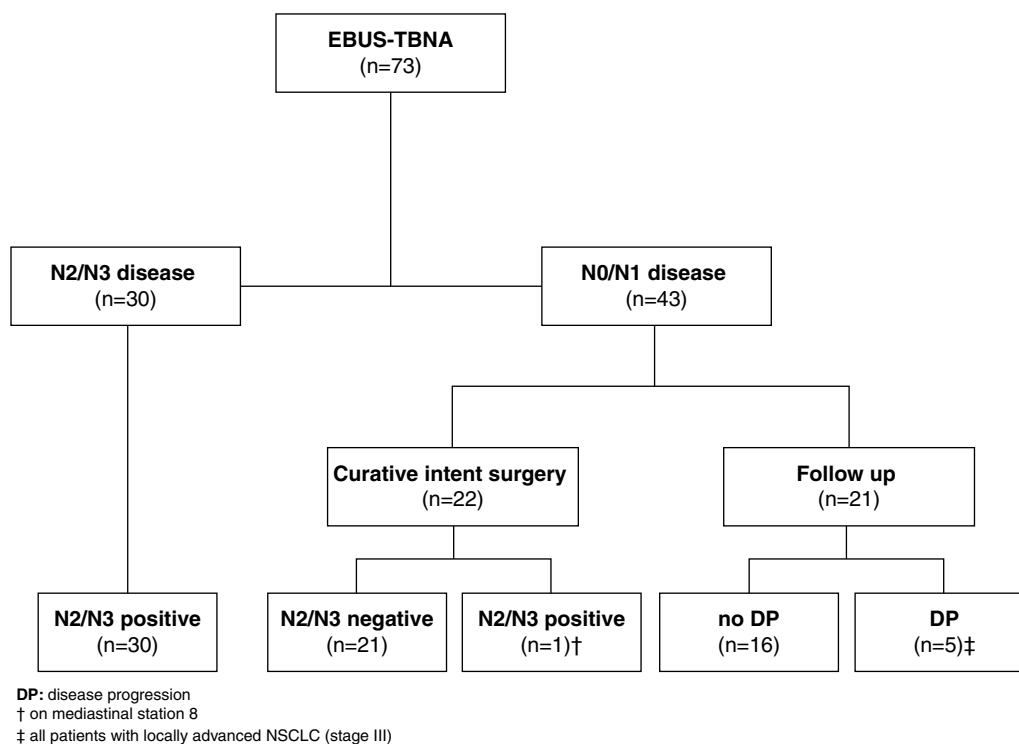 EBUS-TBNA
(n=73)
N2/N3 disease
(n=30)
N0/N1 disease
(n=43)
Curative intent surgery
(n=22)
Follow up
(n=21)
N2/N3 positive
(n=30)
N2/N3 negative
(n=21)
N2/N3 positive
(n=1)†
no DP
(n=16)
DP
(n=5)‡
DP: disease progression
† on mediastinal station 8
‡ all patients with locally advanced NSCLC (stage III)